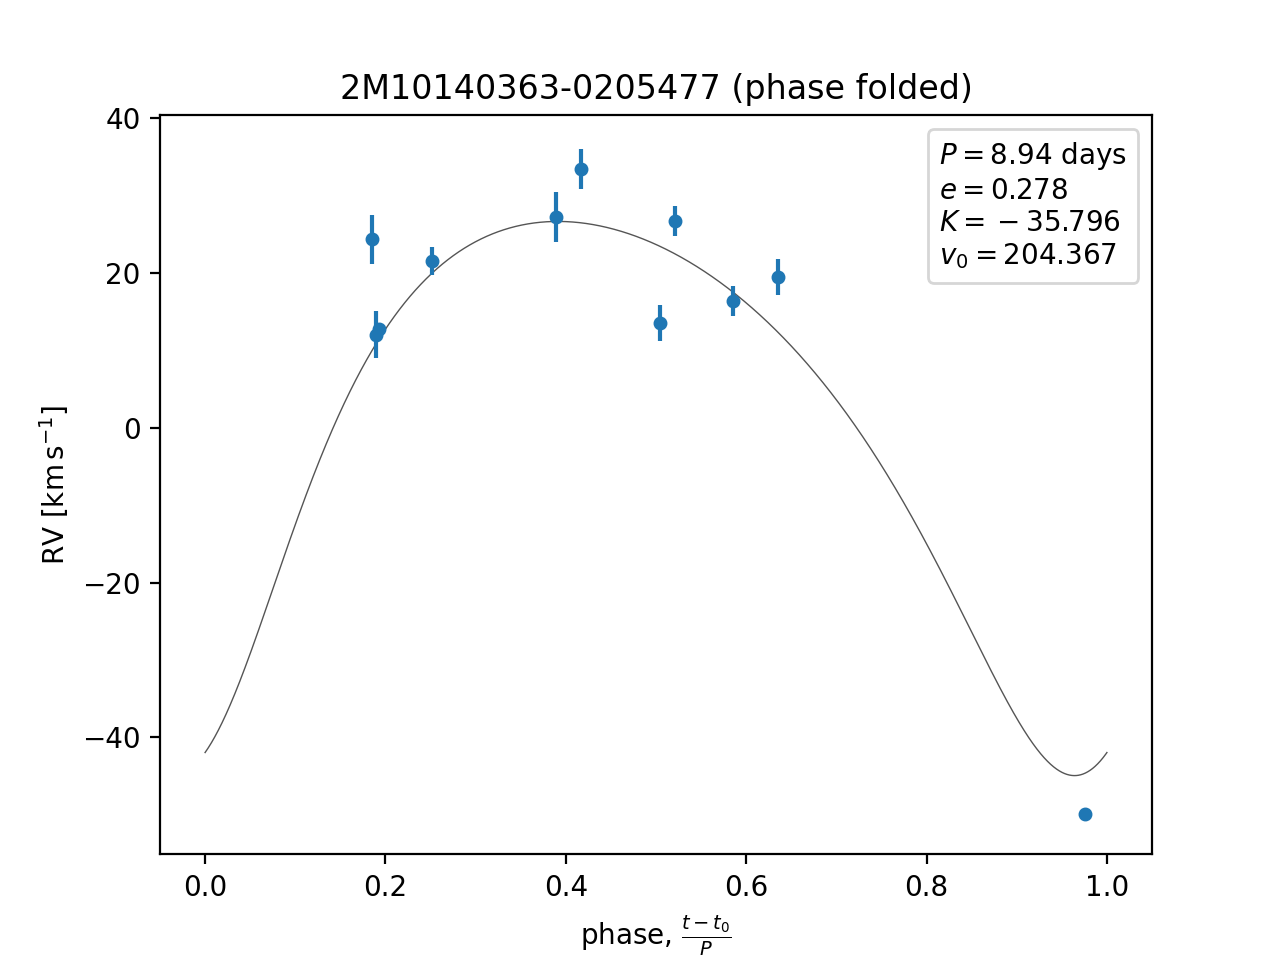 2M10140363-0205477 (phase folded)
P = 8.94 days
e = 0.278
K = −35.796
v₀ = 204.367
40
20
0
−20
−40
RV [km s⁻¹]
0.0 0.2 0.4 0.6 0.8 1.0
phase, (t − t₀)/P